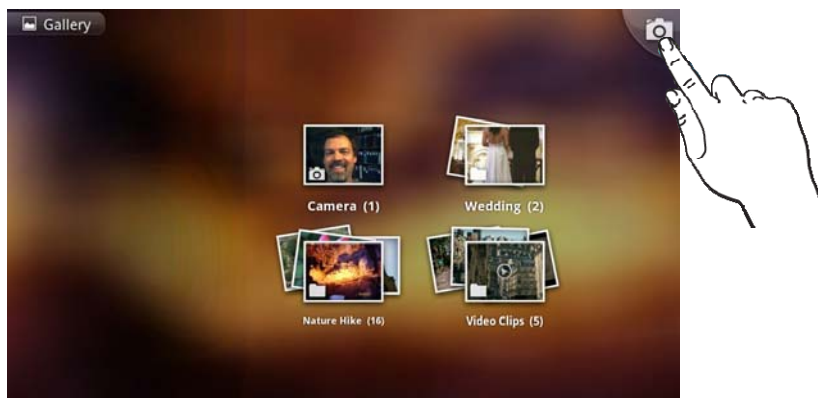 Gallery
Camera (1)
Wedding (2)
Nature Hike (16)
Video Clips (5)